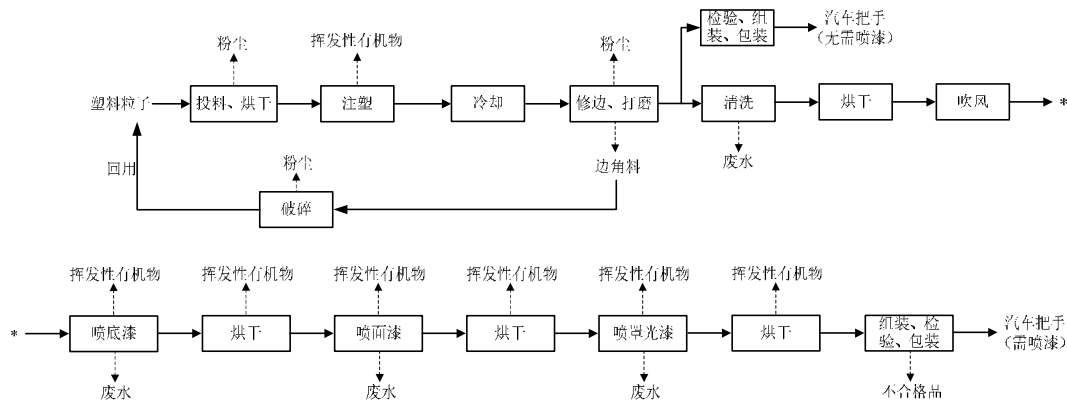 粉尘
挥发性有机物
粉尘
检验、组
装、包装
汽车把手
（无需喷漆）
塑料粒子
投料、烘干
注塑
冷却
修边、打磨
清洗
烘干
吹风
*
回用
粉尘
边角料
废水
破碎
挥发性有机物
挥发性有机物
挥发性有机物
挥发性有机物
挥发性有机物
挥发性有机物
*
喷底漆
烘干
喷面漆
烘干
喷罩光漆
烘干
组装、检
验、包装
汽车把手
（需喷漆）
废水
废水
废水
不合格品